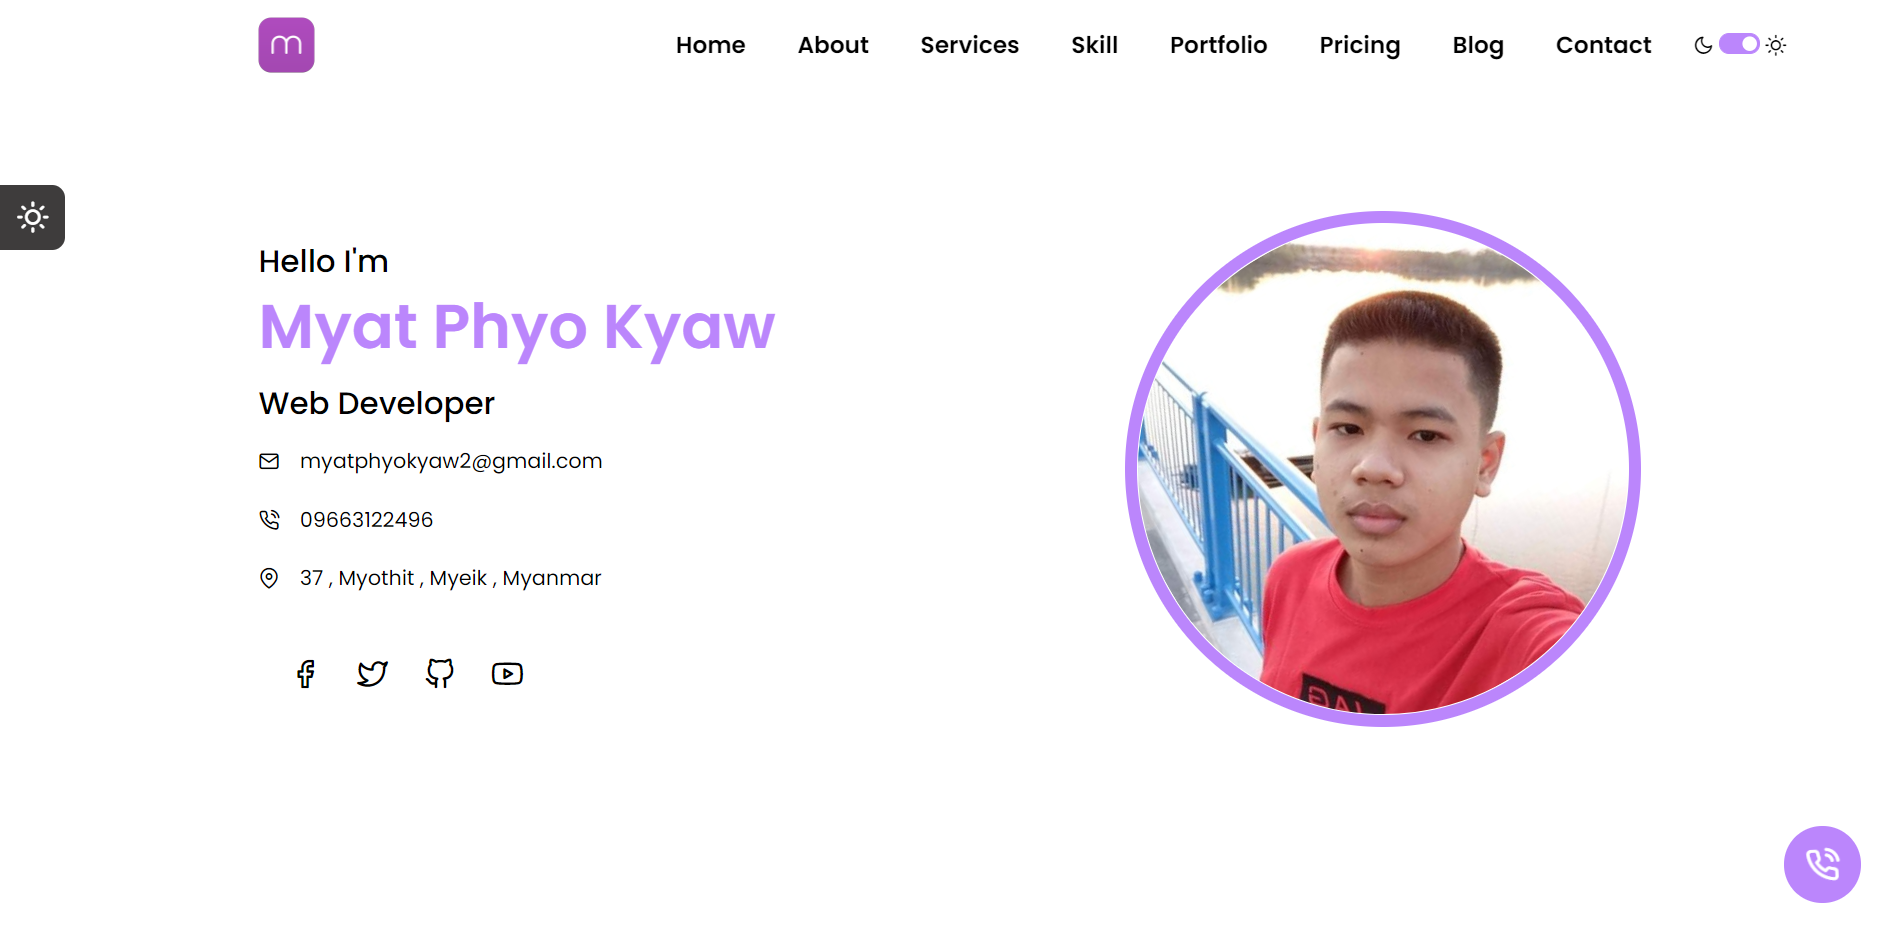 m
Home About Services Skill Portfolio Pricing Blog Contact
Hello I'm
Myat Phyo Kyaw
Web Developer
myatphyokyaw2@gmail.com
09663122496
37 , Myothit , Myeik , Myanmar